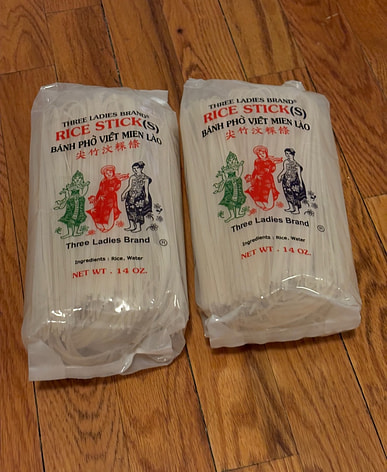 THREE LADIES BRAND®
RICE STICK(S)
BÁNH PHỞ VIỆT MIEN LÀO
尖竹汶粿條
Three Ladies Brand ®
Ingredients : Rice, Water
NET WT . 14 OZ.
THREE LADIES BRAND®
RICE STICK(S)
BÁNH PHỞ VIỆT MIEN LÀO
尖竹汶粿條
Three Ladies Brand ®
Ingredients : Rice, Water
NET WT . 14 OZ.